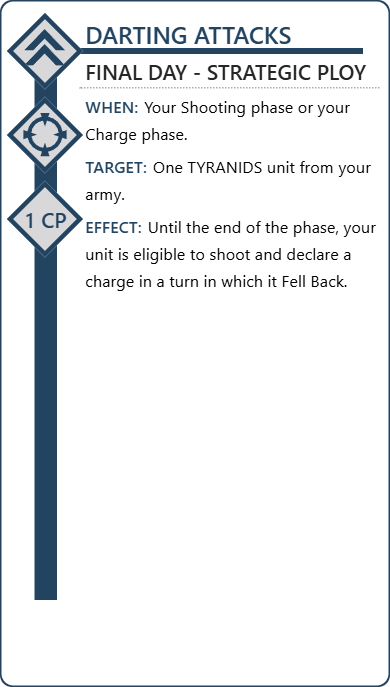 DARTING ATTACKS
FINAL DAY - STRATEGIC PLOY
WHEN: Your Shooting phase or your
Charge phase.
TARGET: One TYRANIDS unit from your
army.
1 CP
EFFECT: Until the end of the phase, your
unit is eligible to shoot and declare a
charge in a turn in which it Fell Back.